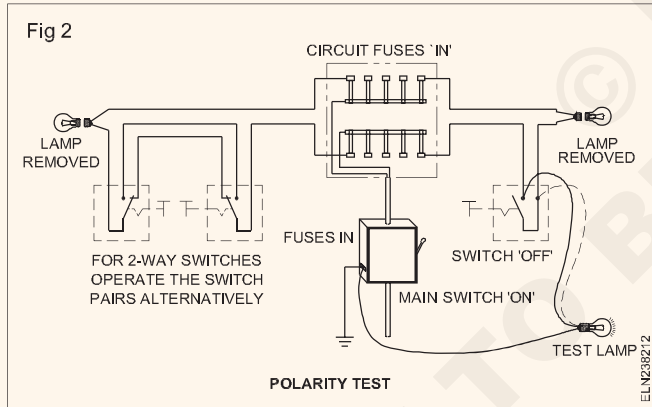 Fig 2
CIRCUIT FUSES `IN'
LAMP
REMOVED
LAMP
REMOVED
FOR 2-WAY SWITCHES
OPERATE THE SWITCH
PAIRS ALTERNATIVELY
FUSES IN
SWITCH 'OFF'
MAIN SWITCH 'ON'
TEST LAMP
POLARITY TEST
ELN238212
©
TO B